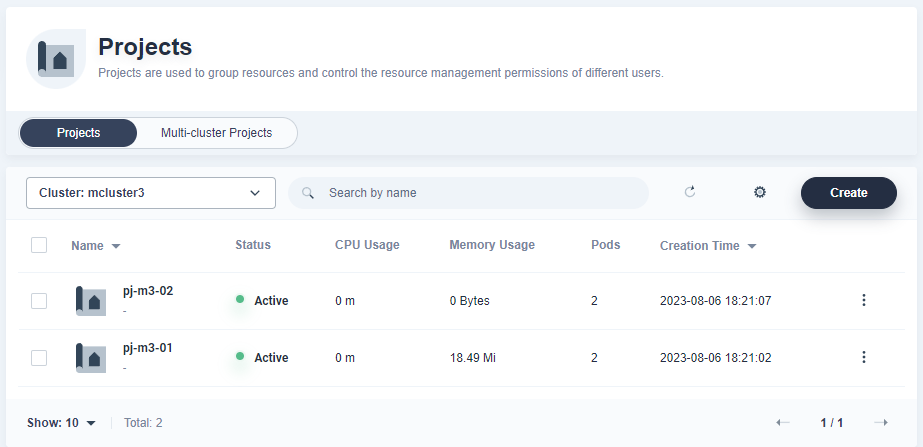 Projects
Projects are used to group resources and control the resource management permissions of different users.
Projects Multi-cluster Projects
Cluster: mcluster3 Search by name Create
Name Status CPU Usage Memory Usage Pods Creation Time
pj-m3-02 Active 0 m 0 Bytes 2 2023-08-06 18:21:07
-
pj-m3-01 Active 0 m 18.49 Mi 2 2023-08-06 18:21:02
-
Show: 10 Total: 2 1 / 1